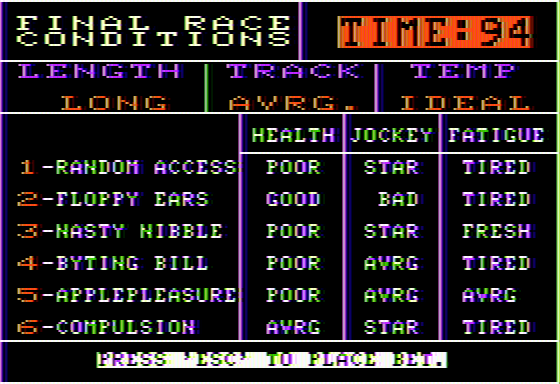 FINAL RACE
CONDITIONS
TIME:94
LENGTH TRACK TEMP
LONG AVRG. IDEAL
HEALTH JOCKEY FATIGUE
1-RANDOM ACCESS POOR STAR TIRED
2-FLOPPY EARS GOOD BAD TIRED
3-NASTY NIBBLE POOR STAR FRESH
4-BYTING BILL POOR AVRG TIRED
5-APPLEPLEASURE POOR AVRG AVRG
6-COMPULSION AVRG STAR TIRED
PRESS 'ESC' TO PLACE BET.